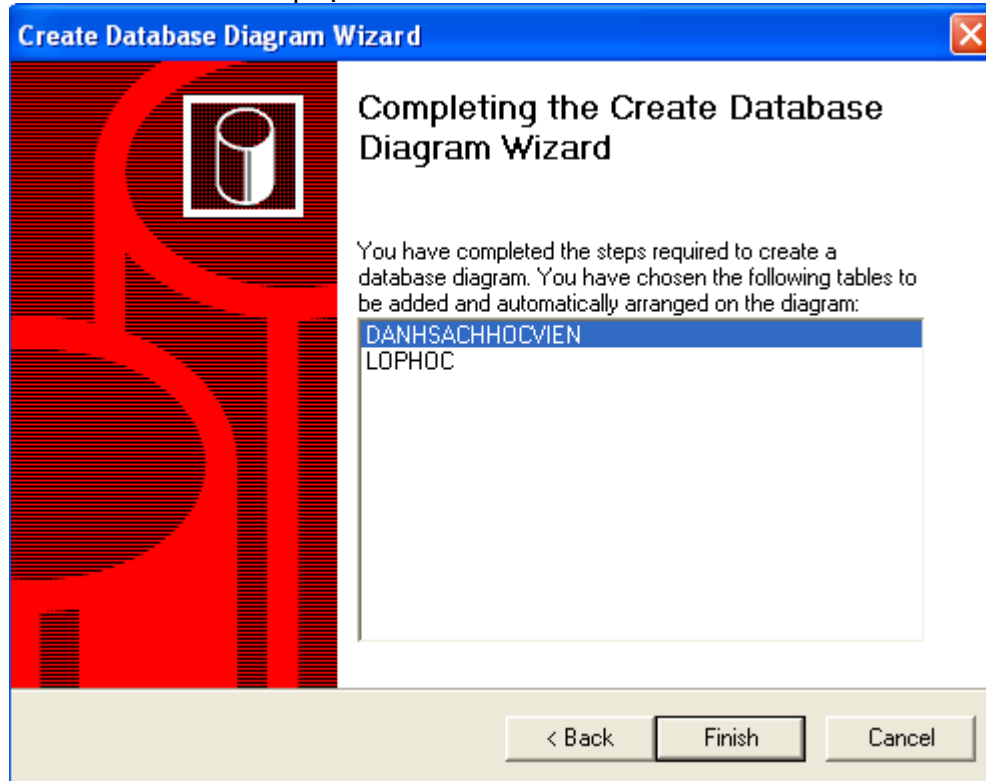 Create Database Diagram Wizard
Completing the Create Database
Diagram Wizard
You have completed the steps required to create a
database diagram. You have chosen the following tables to
be added and automatically arranged on the diagram:
DANHSACHHOCVIEN
LOPHOC
< Back
Finish
Cancel